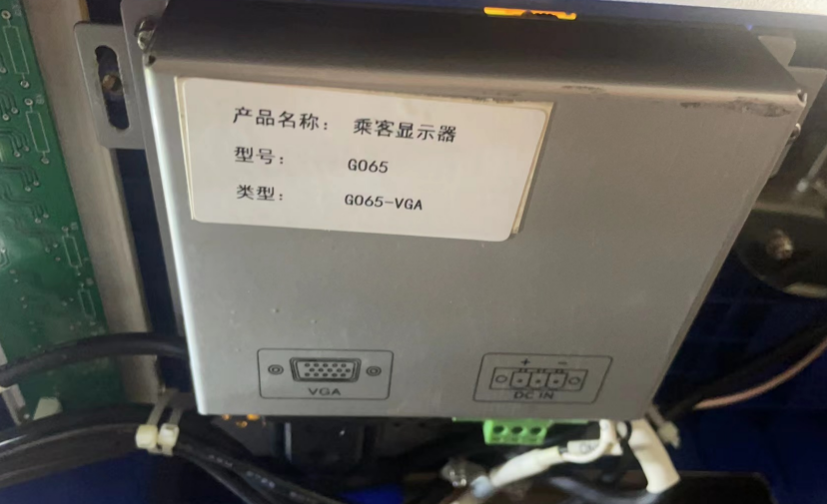 产品名称： 乘客显示器
型号： G065
类型： G065-VGA
VGA
+ −
DC IN